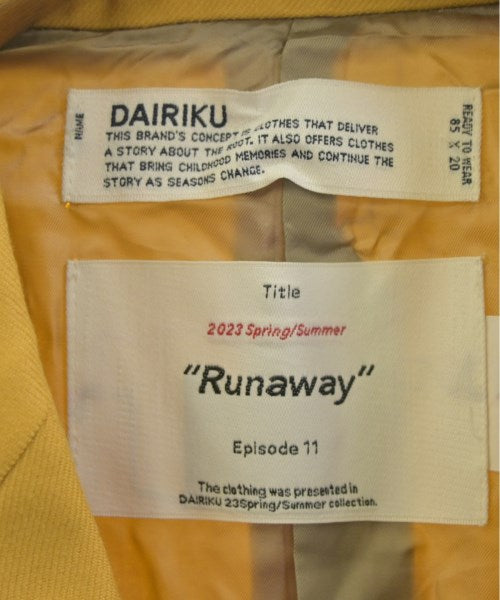 NAME
DAIRIKU
THIS BRAND'S CONCEPT IS CLOTHES THAT DELIVER
A STORY ABOUT THE ROOT. IT ALSO OFFERS CLOTHES
THAT BRING CHILDHOOD MEMORIES AND CONTINUE THE
STORY AS SEASONS CHANGE.
READY TO WEAR
85 X 20
Title
2023 Spring/Summer
"Runaway"
Episode 11
The clothing was presented in
DAIRIKU 23Spring/Summer collection.